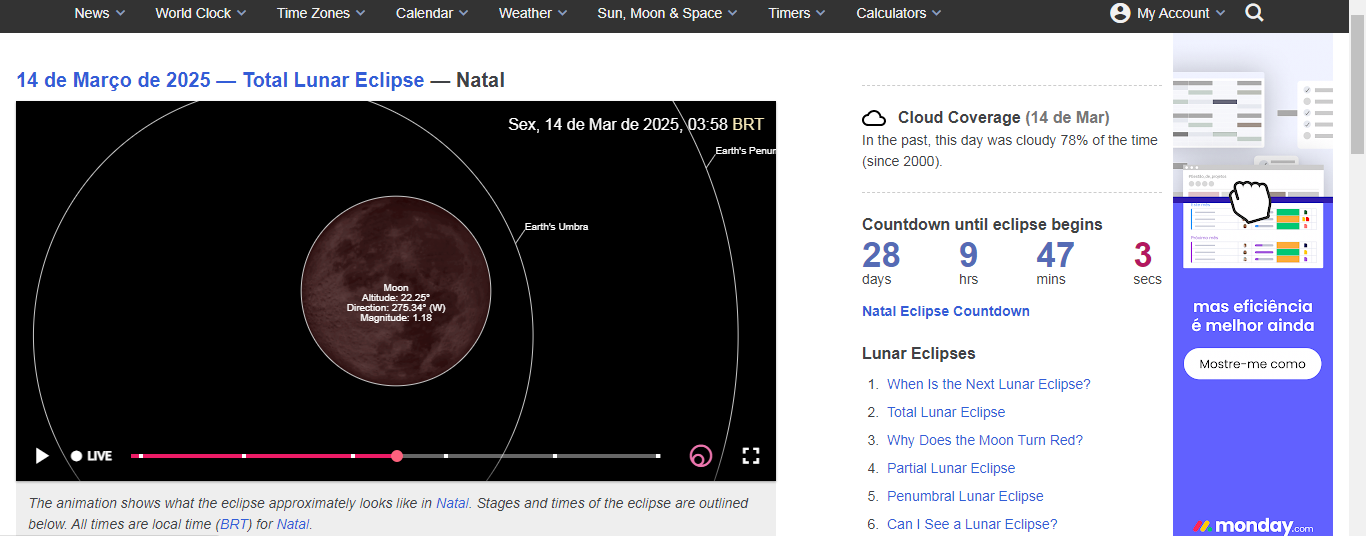 News World Clock Time Zones Calendar Weather Sun, Moon & Space Timers Calculators My Account
14 de Março de 2025 — Total Lunar Eclipse — Natal
Sex, 14 de Mar de 2025, 03:58 BRT
Earth's Penum
Earth's Umbra
Moon
Altitude: 22.25°
Direction: 275.34° (W)
Magnitude: 1.18
LIVE
The animation shows what the eclipse approximately looks like in Natal. Stages and times of the eclipse are outlined
below. All times are local time (BRT) for Natal.
Cloud Coverage (14 de Mar)
In the past, this day was cloudy 78% of the time
(since 2000).
Countdown until eclipse begins
28 9 47 3
days hrs mins secs
Natal Eclipse Countdown
Lunar Eclipses
1. When Is the Next Lunar Eclipse?
2. Total Lunar Eclipse
3. Why Does the Moon Turn Red?
4. Partial Lunar Eclipse
5. Penumbral Lunar Eclipse
6. Can I See a Lunar Eclipse?
mas eficiência
é melhor ainda
Mostre-me como
monday.com